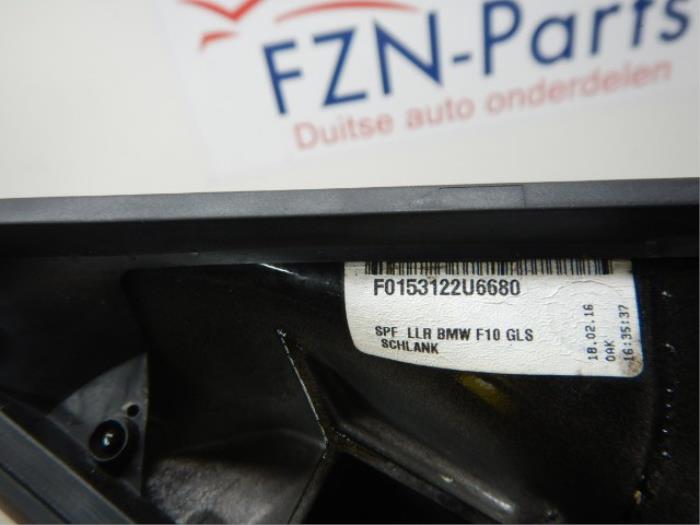 FZN-Parts
Duitse auto onderdelen
F0153122U6680
SPF LLR BMW F10 GLS
SCHLANK
18.02.16
OAK
16:35:37